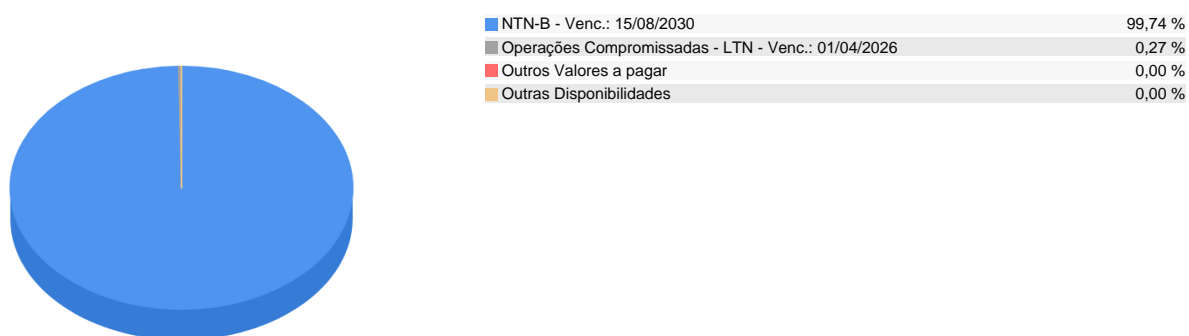 NTN-B - Venc.: 15/08/2030 99,74 %
Operações Compromissadas - LTN - Venc.: 01/04/2026 0,27 %
Outros Valores a pagar 0,00 %
Outras Disponibilidades 0,00 %